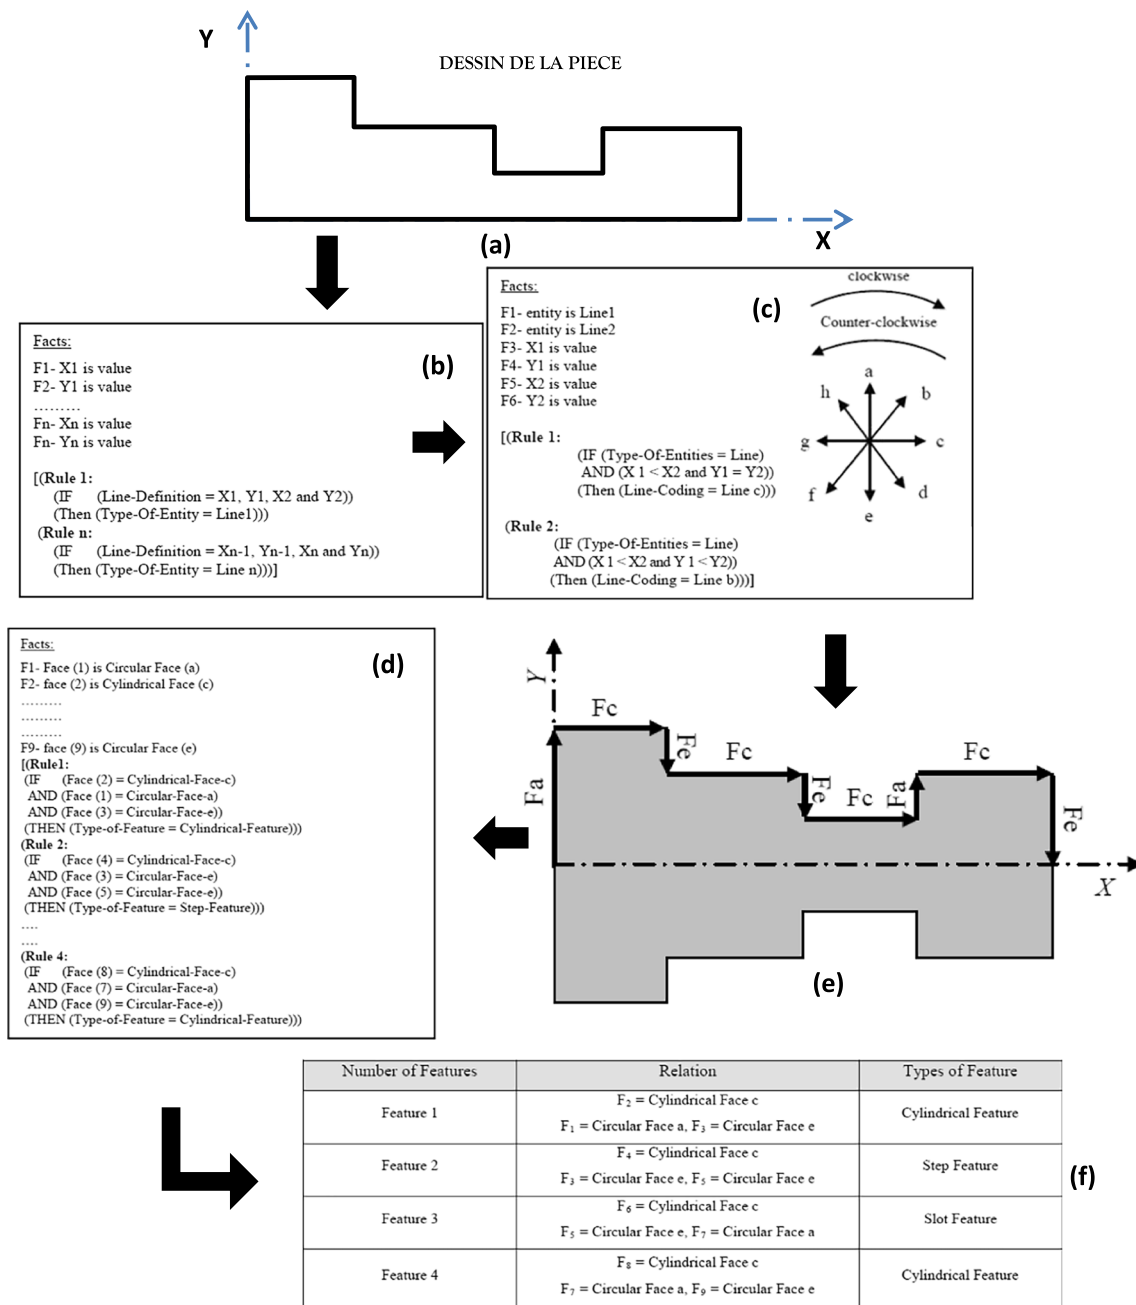 Y
DESSIN DE LA PIECE
X
(a)
Facts:
(b)
F1- X1 is value
F2- Y1 is value
.........
Fn- Xn is value
Fn- Yn is value
[(Rule 1:
(IF (Line-Definition = X1, Y1, X2 and Y2))
(Then (Type-Of-Entity = Line1)))
(Rule n:
(IF (Line-Definition = Xn-1, Yn-1, Xn and Yn))
(Then (Type-Of-Entity = Line n)))]
Facts:
(c)
F1- entity is Line1
F2- entity is Line2
F3- X1 is value
F4- Y1 is value
F5- X2 is value
F6- Y2 is value
[(Rule 1:
(IF (Type-Of-Entities = Line)
AND (X 1 < X2 and Y1 = Y2))
(Then (Line-Coding = Line c)))
(Rule 2:
(IF (Type-Of-Entities = Line)
AND (X 1 < X2 and Y 1 < Y2))
(Then (Line-Coding = Line b)))]
clockwise
Counter-clockwise
a
h
b
g
c
f
d
e
Facts:
(d)
F1- Face (1) is Circular Face (a)
F2- face (2) is Cylindrical Face (c)
.........
.........
.........
F9- face (9) is Circular Face (e)
[(Rule1:
(IF (Face (2) = Cylindrical-Face-c)
AND (Face (1) = Circular-Face-a)
AND (Face (3) = Circular-Face-e))
(THEN (Type-of-Feature = Cylindrical-Feature)))
(Rule 2:
(IF (Face (4) = Cylindrical-Face-c)
AND (Face (3) = Circular-Face-e)
AND (Face (5) = Circular-Face-e))
(THEN (Type-of-Feature = Step-Feature)))
....
....
(Rule 4:
(IF (Face (8) = Cylindrical-Face-c)
AND (Face (7) = Circular-Face-a)
AND (Face (9) = Circular-Face-e))
(THEN (Type-of-Feature = Cylindrical-Feature)))
Y
Fc
Fe
Fc
Fc
Fa
Fe
Fc
Fa
Fe
X
(e)
Number of Features Relation Types of Feature
F2 = Cylindrical Face c
Feature 1 Cylindrical Feature
F1 = Circular Face a, F3 = Circular Face e
F4 = Cylindrical Face c
Feature 2 Step Feature
F3 = Circular Face e, F5 = Circular Face e
(f)
F6 = Cylindrical Face c
Feature 3 Slot Feature
F5 = Circular Face e, F7 = Circular Face a
F8 = Cylindrical Face c
Feature 4 Cylindrical Feature
F7 = Circular Face a, F9 = Circular Face e